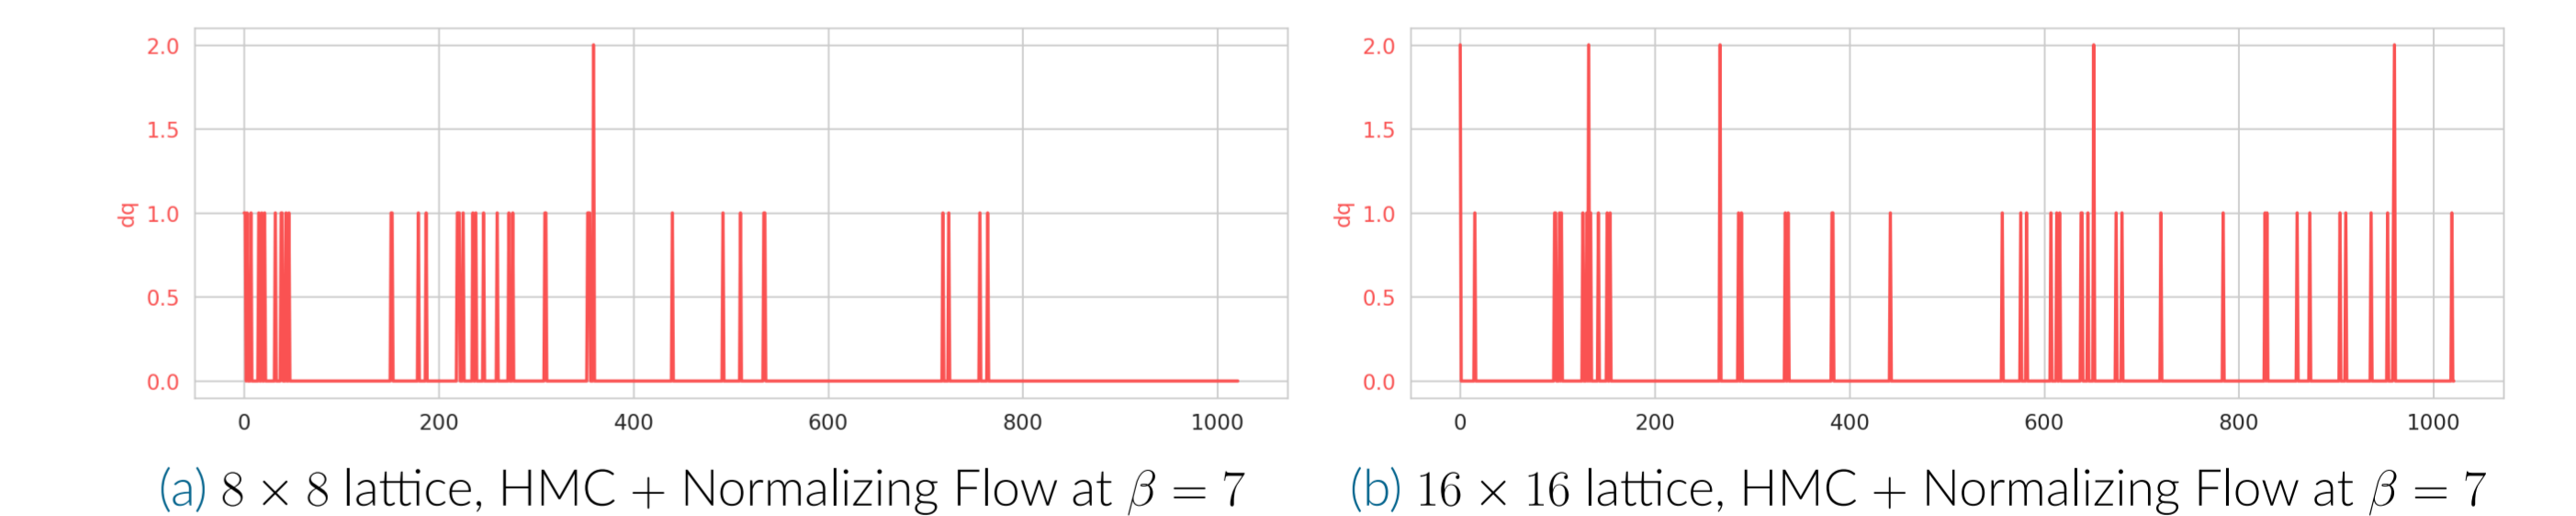 2.0
1.5
dq
1.0
0.5
0.0
0 200 400 600 800 1000
(a) 8 × 8 lattice, HMC + Normalizing Flow at β = 7
2.0
1.5
dq
1.0
0.5
0.0
0 200 400 600 800 1000
(b) 16 × 16 lattice, HMC + Normalizing Flow at β = 7